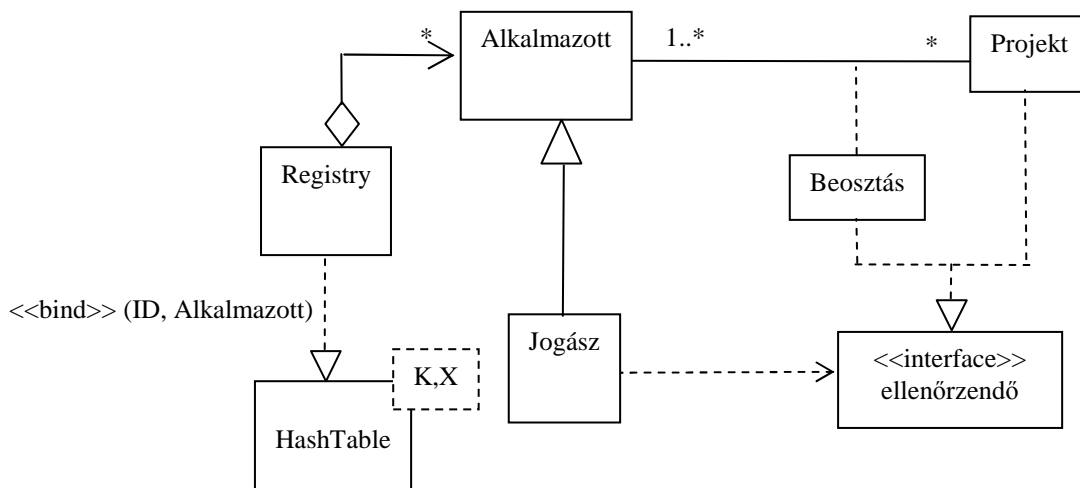 Alkalmazott
1..*
*
Projekt
*
Registry
Beosztás
<<bind>> (ID, Alkalmazott)
Jogász
<<interface>>
ellenőrzendő
K,X
HashTable